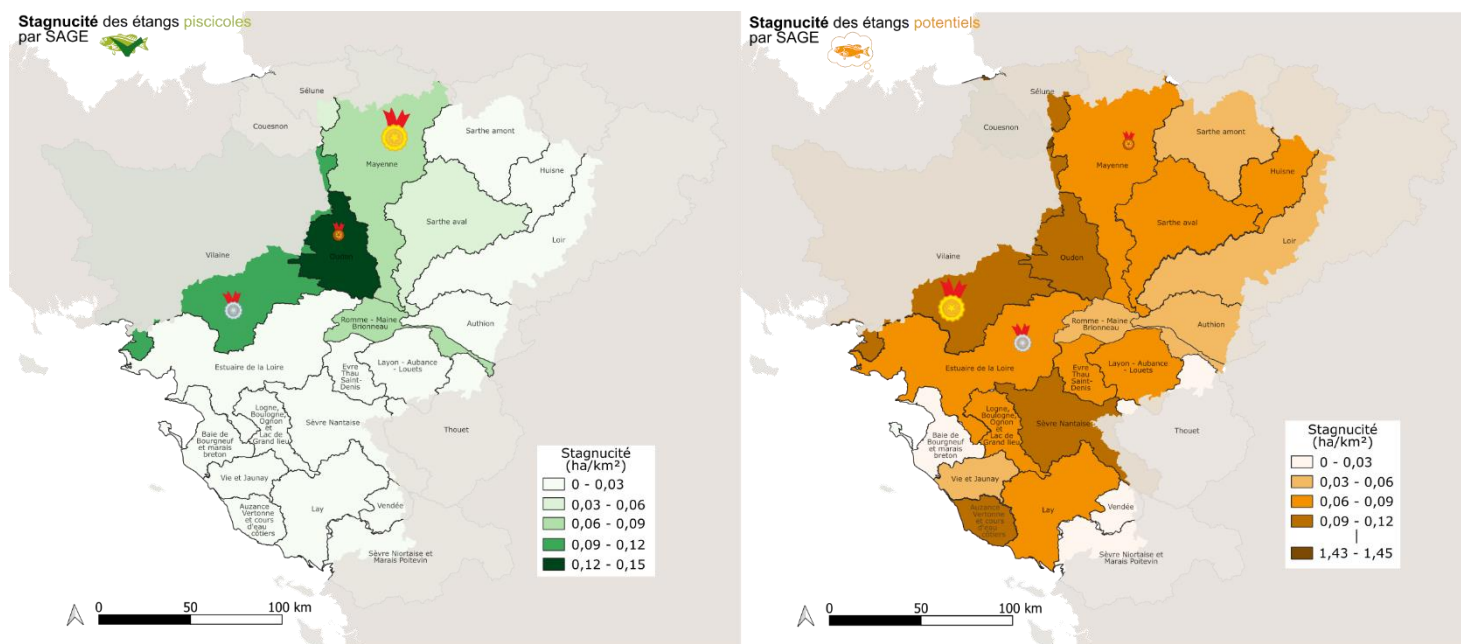 Stagnucité des étangs piscicoles
par SAGE
Sélune
Couesnon
Sarthe amont
Mayenne
Huisne
Sarthe aval
Loir
Vilaine
Oudon
Romme - Maine
Brionneau
Authion
Estuaire de la Loire
Evre
Thau
Saint-
Denis
Layon - Aubance
- Louets
Logne,
Boulogne,
Ognon
et
Lac de
Grand lieu
Sèvre Nantaise
Thouet
Baie de
Bourgneuf et
marais
breton
Vie et Jaunay
Auzance
Vertonne
et cours
d'eau
côtiers
Lay
Vendée
Sèvre Niortaise et
Marais Poitevin
Stagnucité
(ha/km²)
0 - 0,03
0,03 - 0,06
0,06 - 0,09
0,09 - 0,12
0,12 - 0,15
0
50
100 km
Stagnucité des étangs potentiels
par SAGE
Sélune
Couesnon
Sarthe amont
Mayenne
Huisne
Sarthe aval
Loir
Vilaine
Oudon
Romme - Maine
Brionneau
Authion
Estuaire de la Loire
Evre
Thau
Saint-
Denis
Layon - Aubance
- Louets
Logne,
Boulogne,
Ognon
et
Lac de
Grand lieu
Sèvre Nantaise
Thouet
Baie de
Bourgneuf et
marais
breton
Vie et Jaunay
Auzance
Vertonne
et cours d'eau
côtiers
Lay
Vendée
Sèvre Niortaise et
Marais Poitevin
Stagnucité
(ha/km²)
0 - 0,03
0,03 - 0,06
0,06 - 0,09
0,09 - 0,12
|
1,43 - 1,45
0
50
100 km